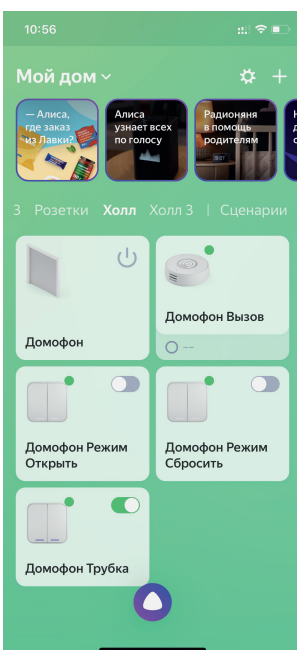 10:56
Мой дом
— Алиса,
где заказ
из Лавки?
Алиса
узнает всех
по голосу
Радионяня
в помощь
родителям
3 Розетки Холл Холл 3 | Сценарии
Домофон
Домофон Вызов
--
Домофон Режим
Открыть
Домофон Режим
Сбросить
Домофон Трубка